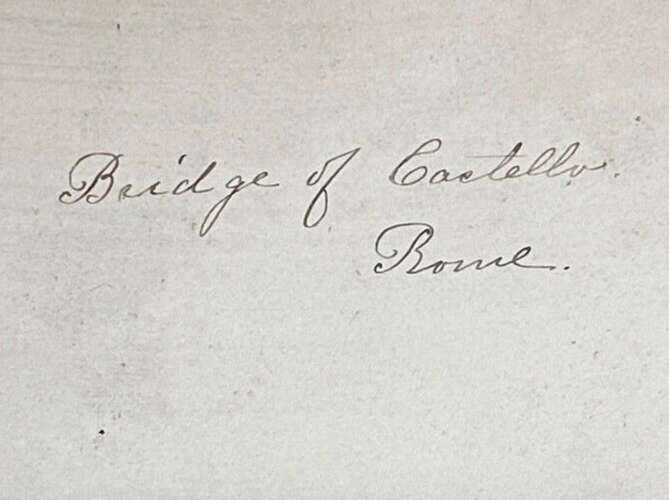 Bridge of Castello.
Rome.